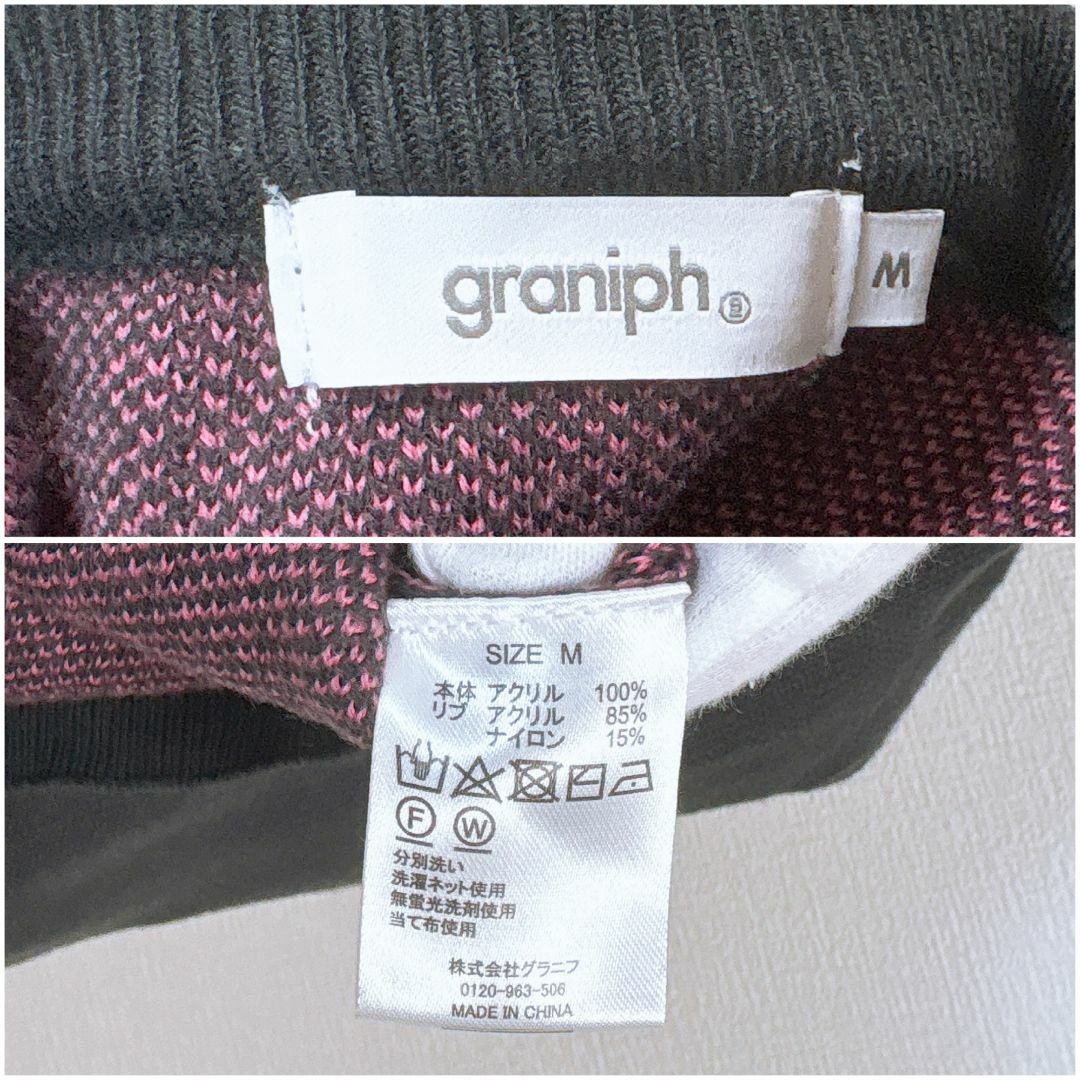 graniph
M
SIZE M
本体 アクリル 100%
リブ アクリル 85%
ナイロン 15%
F W
分別洗い
洗濯ネット使用
無蛍光洗剤使用
当て布使用
株式会社グラニフ
0120-963-506
MADE IN CHINA